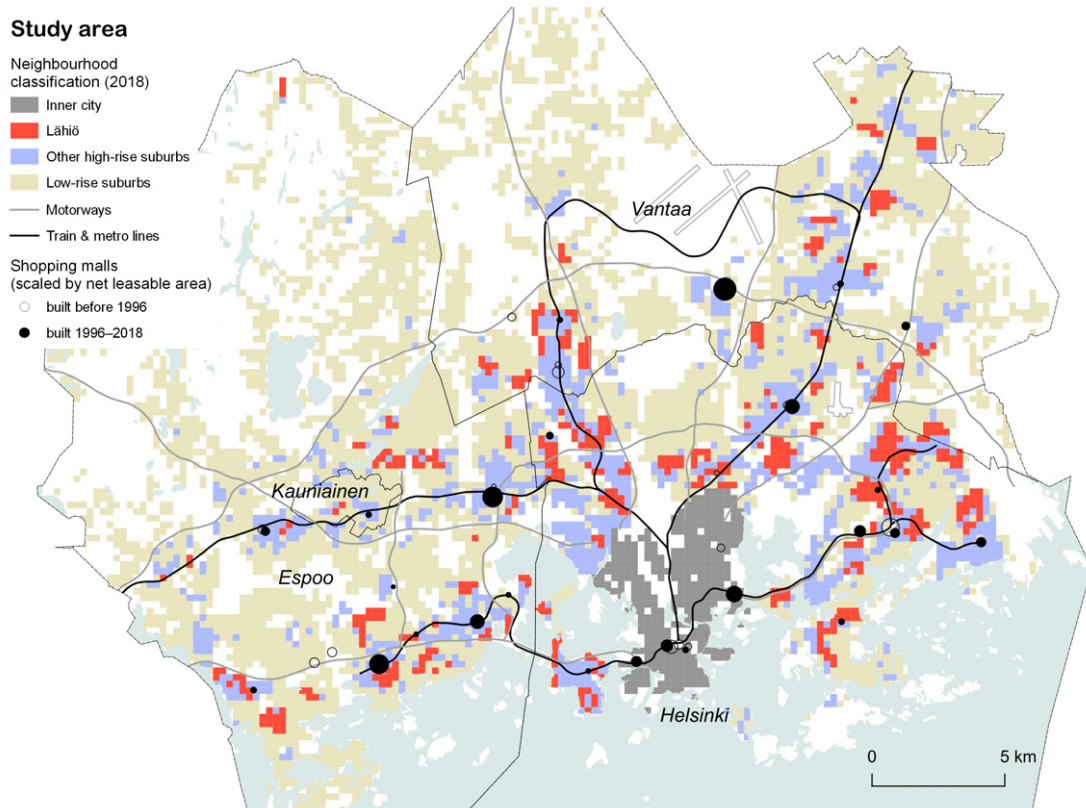 Study area
Neighbourhood
classification (2018)
Inner city
Lähiö
Other high-rise suburbs
Low-rise suburbs
Motorways
Train & metro lines
Shopping malls
(scaled by net leasable area)
built before 1996
built 1996–2018
Vantaa
Kauniainen
Espoo
Helsinki
0 5 km